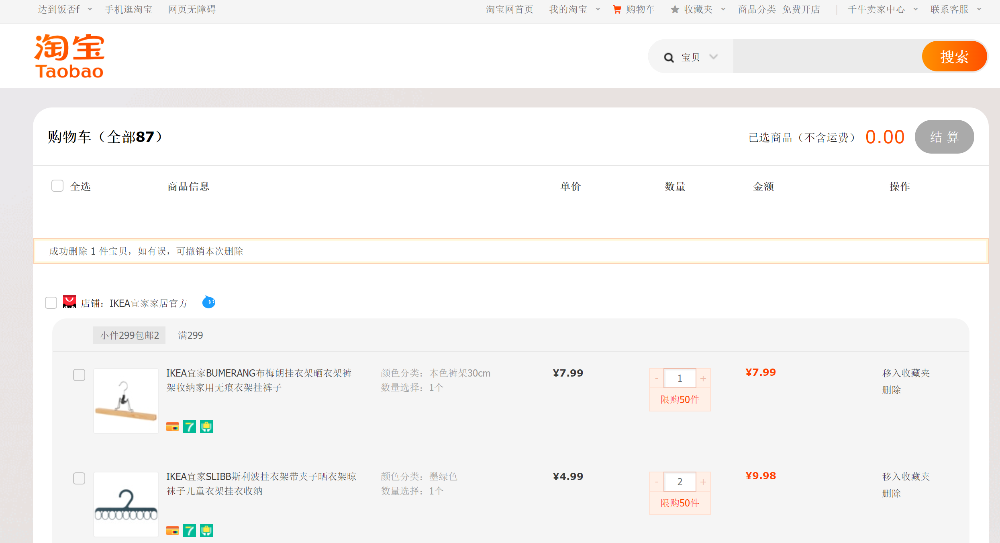 达到饭否f 手机逛淘宝 网页无障碍 淘宝网首页 我的淘宝 购物车 收藏夹 商品分类 免费开店 千牛卖家中心 联系客服
淘宝
Taobao
宝贝 搜索
购物车（全部87） 已选商品（不含运费） 0.00 结 算
全选 商品信息 单价 数量 金额 操作
成功删除 1 件宝贝，如有误，可撤销本次删除
店铺：IKEA宜家家居官方
小件299包邮2 满299
IKEA宜家BUMERANG布梅朗挂衣架晒衣架裤 颜色分类：本色裤架30cm ¥7.99 - 1 + ¥7.99 移入收藏夹
架收纳家用无痕衣架挂裤子 数量选择：1个 删除
限购50件
7
IKEA宜家SLIBB斯利波挂衣架带夹子晒衣架晾 颜色分类：墨绿色 ¥4.99 - 2 + ¥9.98 移入收藏夹
袜子儿童衣架挂衣收纳 数量选择：1个 删除
限购50件
7